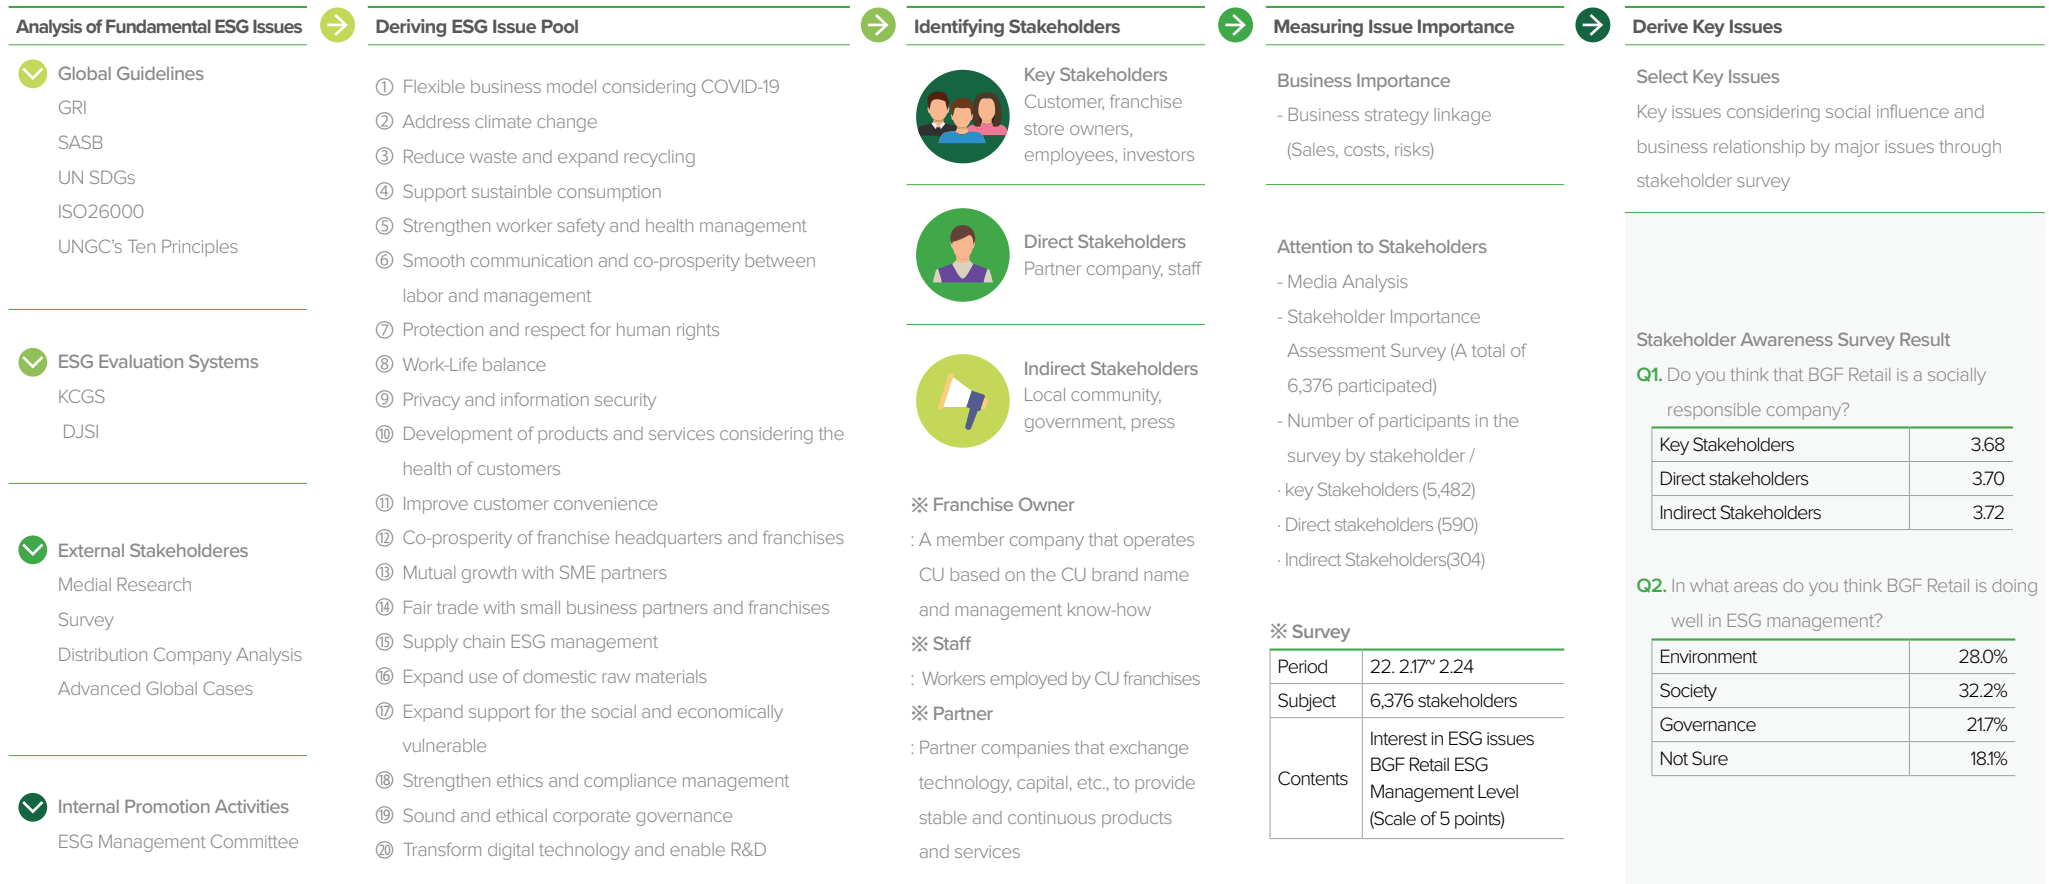 Analysis of Fundamental ESG Issues
Global Guidelines
GRI
SASB
UN SDGs
ISO26000
UNGC's Ten Principles
ESG Evaluation Systems
KCGS
DJSI
External Stakeholderes
Medial Research
Survey
Distribution Company Analysis
Advanced Global Cases
Internal Promotion Activities
ESG Management Committee
Deriving ESG Issue Pool
① Flexible business model considering COVID-19
② Address climate change
③ Reduce waste and expand recycling
④ Support sustainble consumption
⑤ Strengthen worker safety and health management
⑥ Smooth communication and co-prosperity between
labor and management
⑦ Protection and respect for human rights
⑧ Work-Life balance
⑨ Privacy and information security
⑩ Development of products and services considering the
health of customers
⑪ Improve customer convenience
⑫ Co-prosperity of franchise headquarters and franchises
⑬ Mutual growth with SME partners
⑭ Fair trade with small business partners and franchises
⑮ Supply chain ESG management
⑯ Expand use of domestic raw materials
⑰ Expand support for the social and economically
vulnerable
⑱ Strengthen ethics and compliance management
⑲ Sound and ethical corporate governance
⑳ Transform digital technology and enable R&D
Identifying Stakeholders
Key Stakeholders
Customer, franchise
store owners,
employees, investors
Direct Stakeholders
Partner company, staff
Indirect Stakeholders
Local community,
government, press
※ Franchise Owner
: A member company that operates
CU based on the CU brand name
and management know-how
※ Staff
: Workers employed by CU franchises
※ Partner
: Partner companies that exchange
technology, capital, etc., to provide
stable and continuous products
and services
Measuring Issue Importance
Business Importance
- Business strategy linkage
(Sales, costs, risks)
Attention to Stakeholders
- Media Analysis
- Stakeholder Importance
Assessment Survey (A total of
6,376 participated)
- Number of participants in the
survey by stakeholder /
· key Stakeholders (5,482)
· Direct stakeholders (590)
· Indirect Stakeholders(304)
※ Survey
Period 22. 2.17~ 2.24
Subject 6,376 stakeholders
Contents
Interest in ESG issues
BGF Retail ESG
Management Level
(Scale of 5 points)
Derive Key Issues
Select Key Issues
Key issues considering social influence and
business relationship by major issues through
stakeholder survey
Stakeholder Awareness Survey Result
Q1. Do you think that BGF Retail is a socially
responsible company?
Key Stakeholders 3.68
Direct stakeholders 3.70
Indirect Stakeholders 3.72
Q2. In what areas do you think BGF Retail is doing
well in ESG management?
Environment 28.0%
Society 32.2%
Governance 21.7%
Not Sure 18.1%